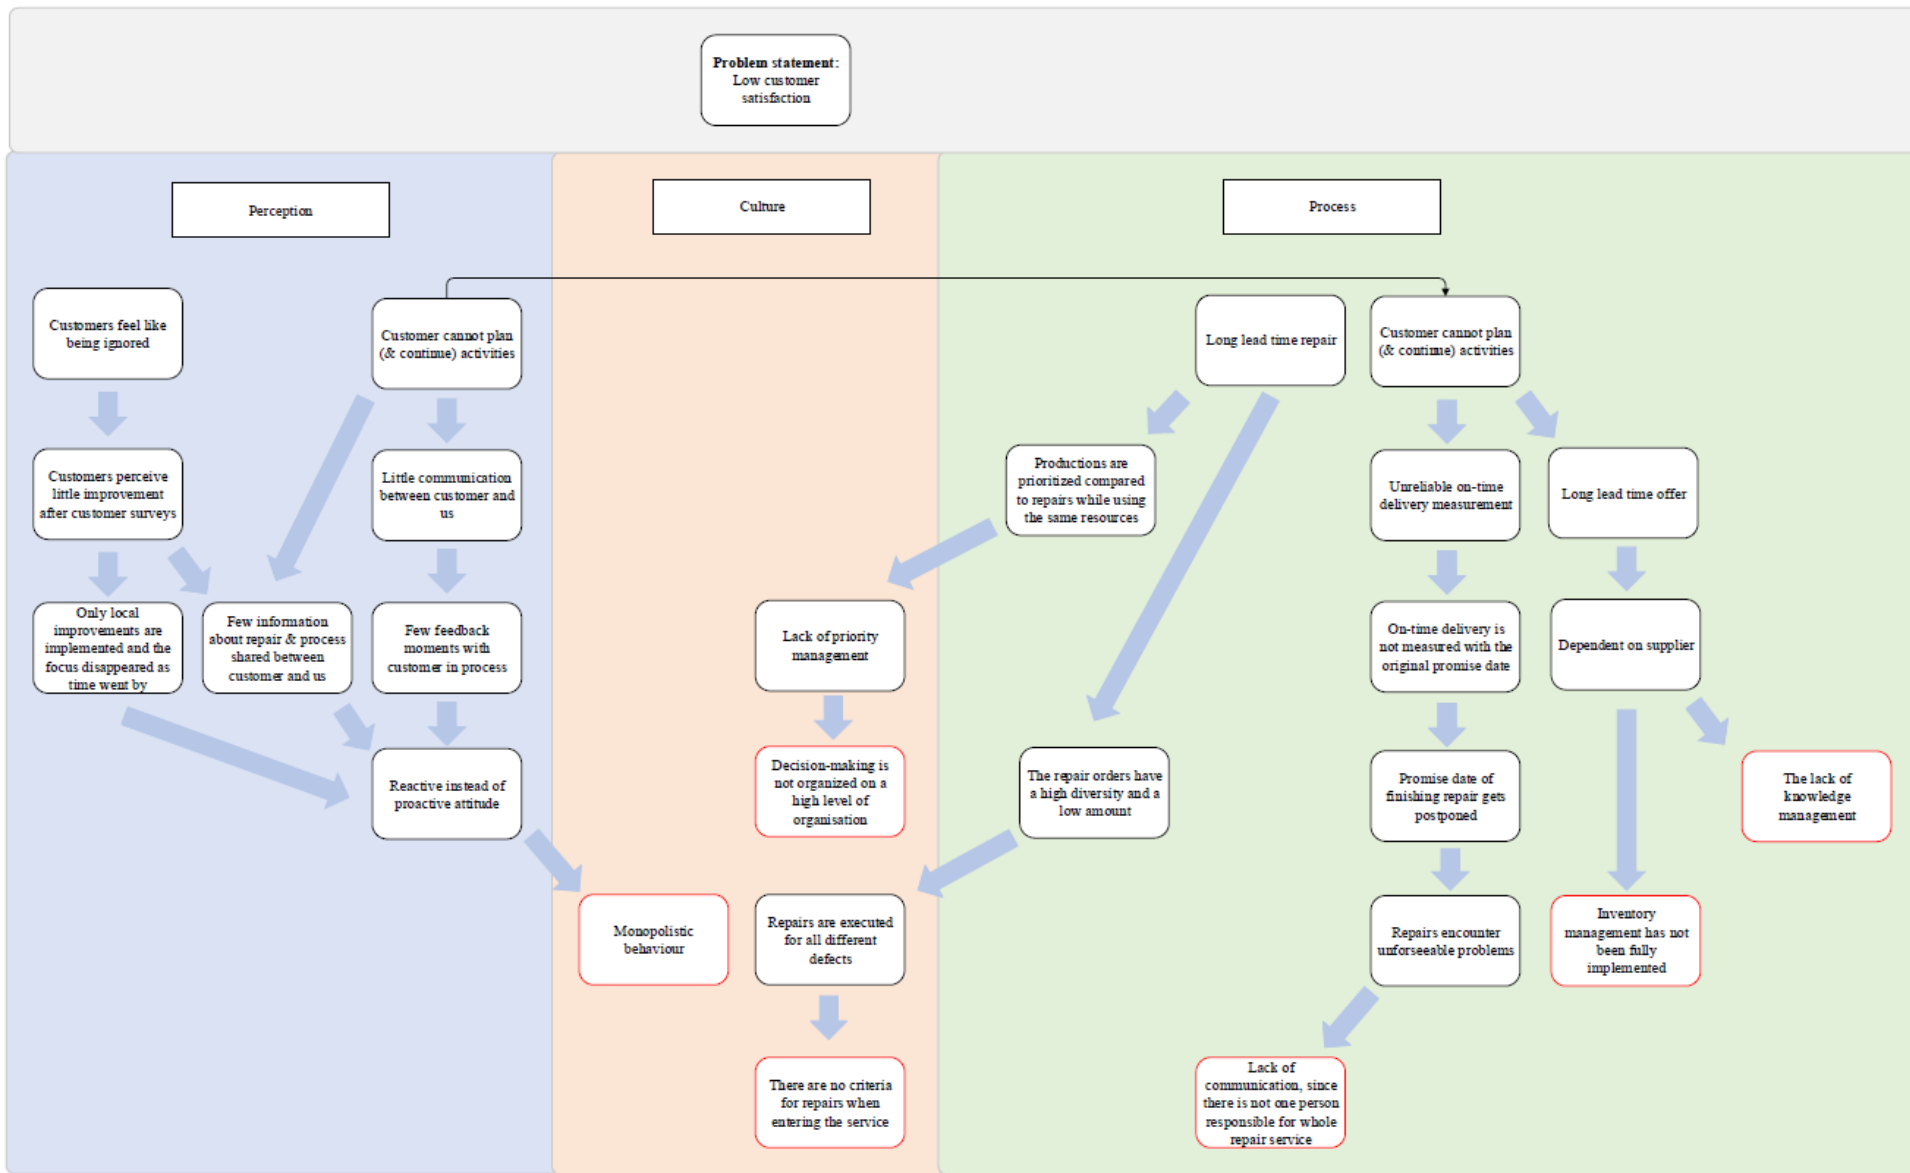 Problem statement:
Low customer
satisfaction
Perception
Culture
Process
Customers feel like
being ignored
Customer cannot plan
(& continue) activities
Long lead time repair
Customer cannot plan
(& continue) activities
Customers perceive
little improvement
after customer surveys
Little communication
between customer and
us
Productions are
prioritized compared
to repairs while using
the same resources
Unreliable on-time
delivery measurement
Long lead time offer
Only local
improvements are
implemented and the
focus disappeared as
time went by
Few information
about repair & process
shared between
customer and us
Few feedback
moments with
customer in process
Lack of priority
management
On-time delivery is
not measured with the
original promise date
Dependent on supplier
Reactive instead of
proactive attitude
Decision-making is
not organized on a
high level of
organisation
The repair orders have
a high diversity and a
low amount
Promise date of
finishing repair gets
postponed
The lack of
knowledge
management
Monopolistic
behaviour
Repairs are executed
for all different
defects
Repairs encounter
unforseeable problems
Inventory
management has not
been fully
implemented
There are no criteria
for repairs when
entering the service
Lack of
communication, since
there is not one person
responsible for whole
repair service